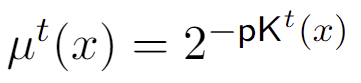 μ^t(x) = 2^{-pK^t(x)}